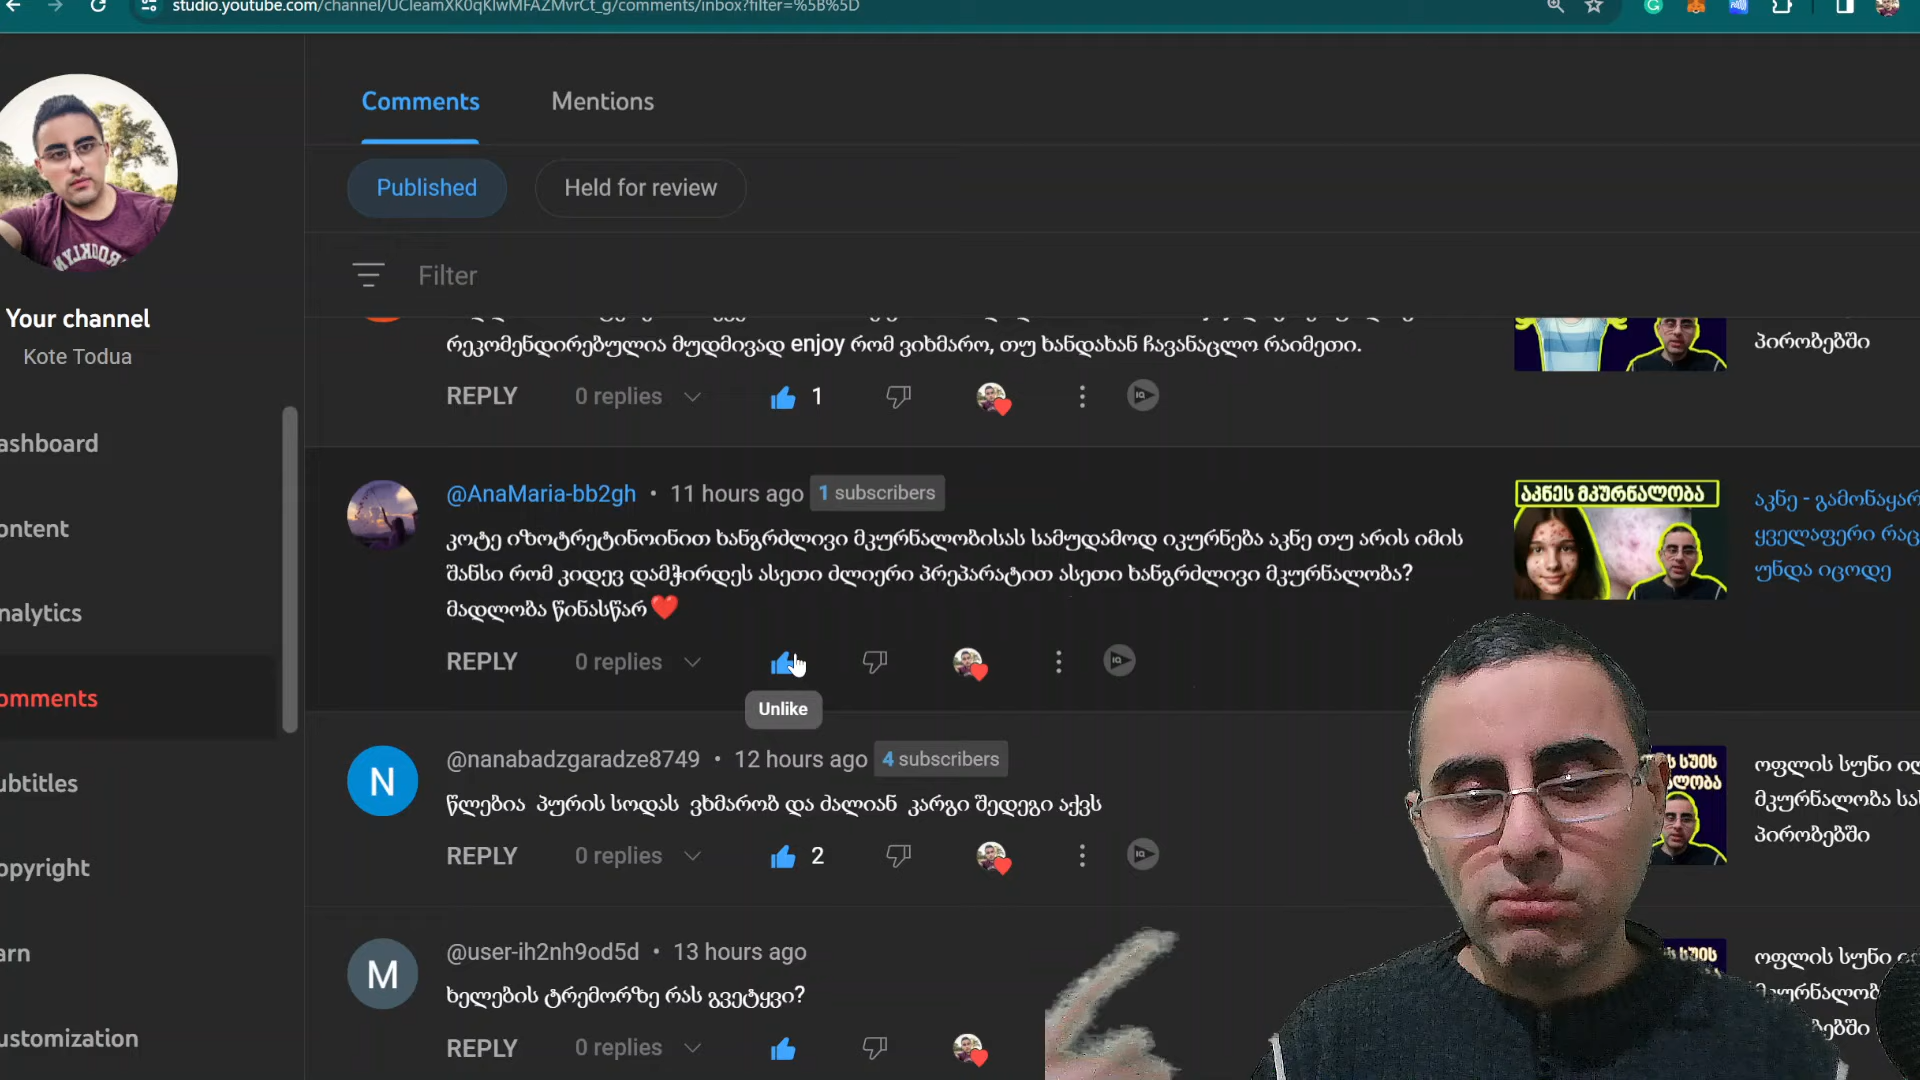 studio.youtube.com/channel/UCleamXK0qKlwMFAZMvrCt_g/comments/inbox?filter=%5B%5D
Comments
Mentions
Published
Held for review
Filter
Your channel
Kote Todua
ashboard
ontent
nalytics
omments
ubtitles
opyright
arn
ustomization
რეკომენდირებულია მუდმივად enjoy რომ ვიხმარო, თუ ხანდახან ჩავანაცლო რაიმეთი.
პირობებში
REPLY
0 replies
1
@AnaMaria-bb2gh • 11 hours ago
1 subscribers
კოტე იზოტრეტინოინით ხანგრძლივი მკურნალობისას სამუდამოდ იკურნება აკნე თუ არის იმის
შანსი რომ კიდევ დამჭირდეს ასეთი ძლიერი პრეპარატით ასეთი ხანგრძლივი მკურნალობა?
მადლობა წინასწარ❤️
აკნეს მკურნალობა
აკნე - გამონაყარ
ყველაფერი რაც
უნდა იცოდე
REPLY
0 replies
Unlike
@nanabadzgaradze8749 • 12 hours ago
4 subscribers
წლებია პურის სოდას ვხმარობ და ძალიან კარგი შედეგი აქვს
ოფლის სუნი
მკურნალობა სა
პირობებში
REPLY
0 replies
2
N
@user-ih2nh9od5d • 13 hours ago
M
ხელების ტრემორზე რას გვეტყვი?
ოფლის სუნი
REPLY
0 replies